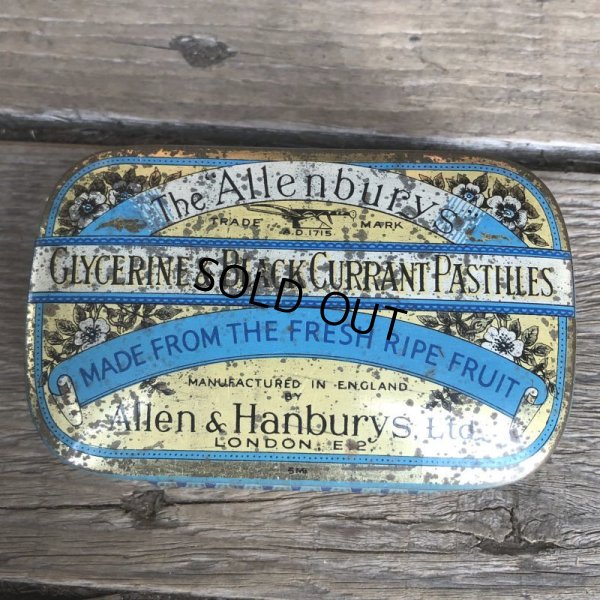 The Allenburys
TRADE MARK
A.D. 1715
GLYCERINE & BLACK CURRANT PASTILLES
SOLD OUT
MADE FROM THE FRESH RIPE FRUIT
MANUFACTURED IN ENGLAND
BY
Allen & Hanburys Ltd.
LONDON. E.2